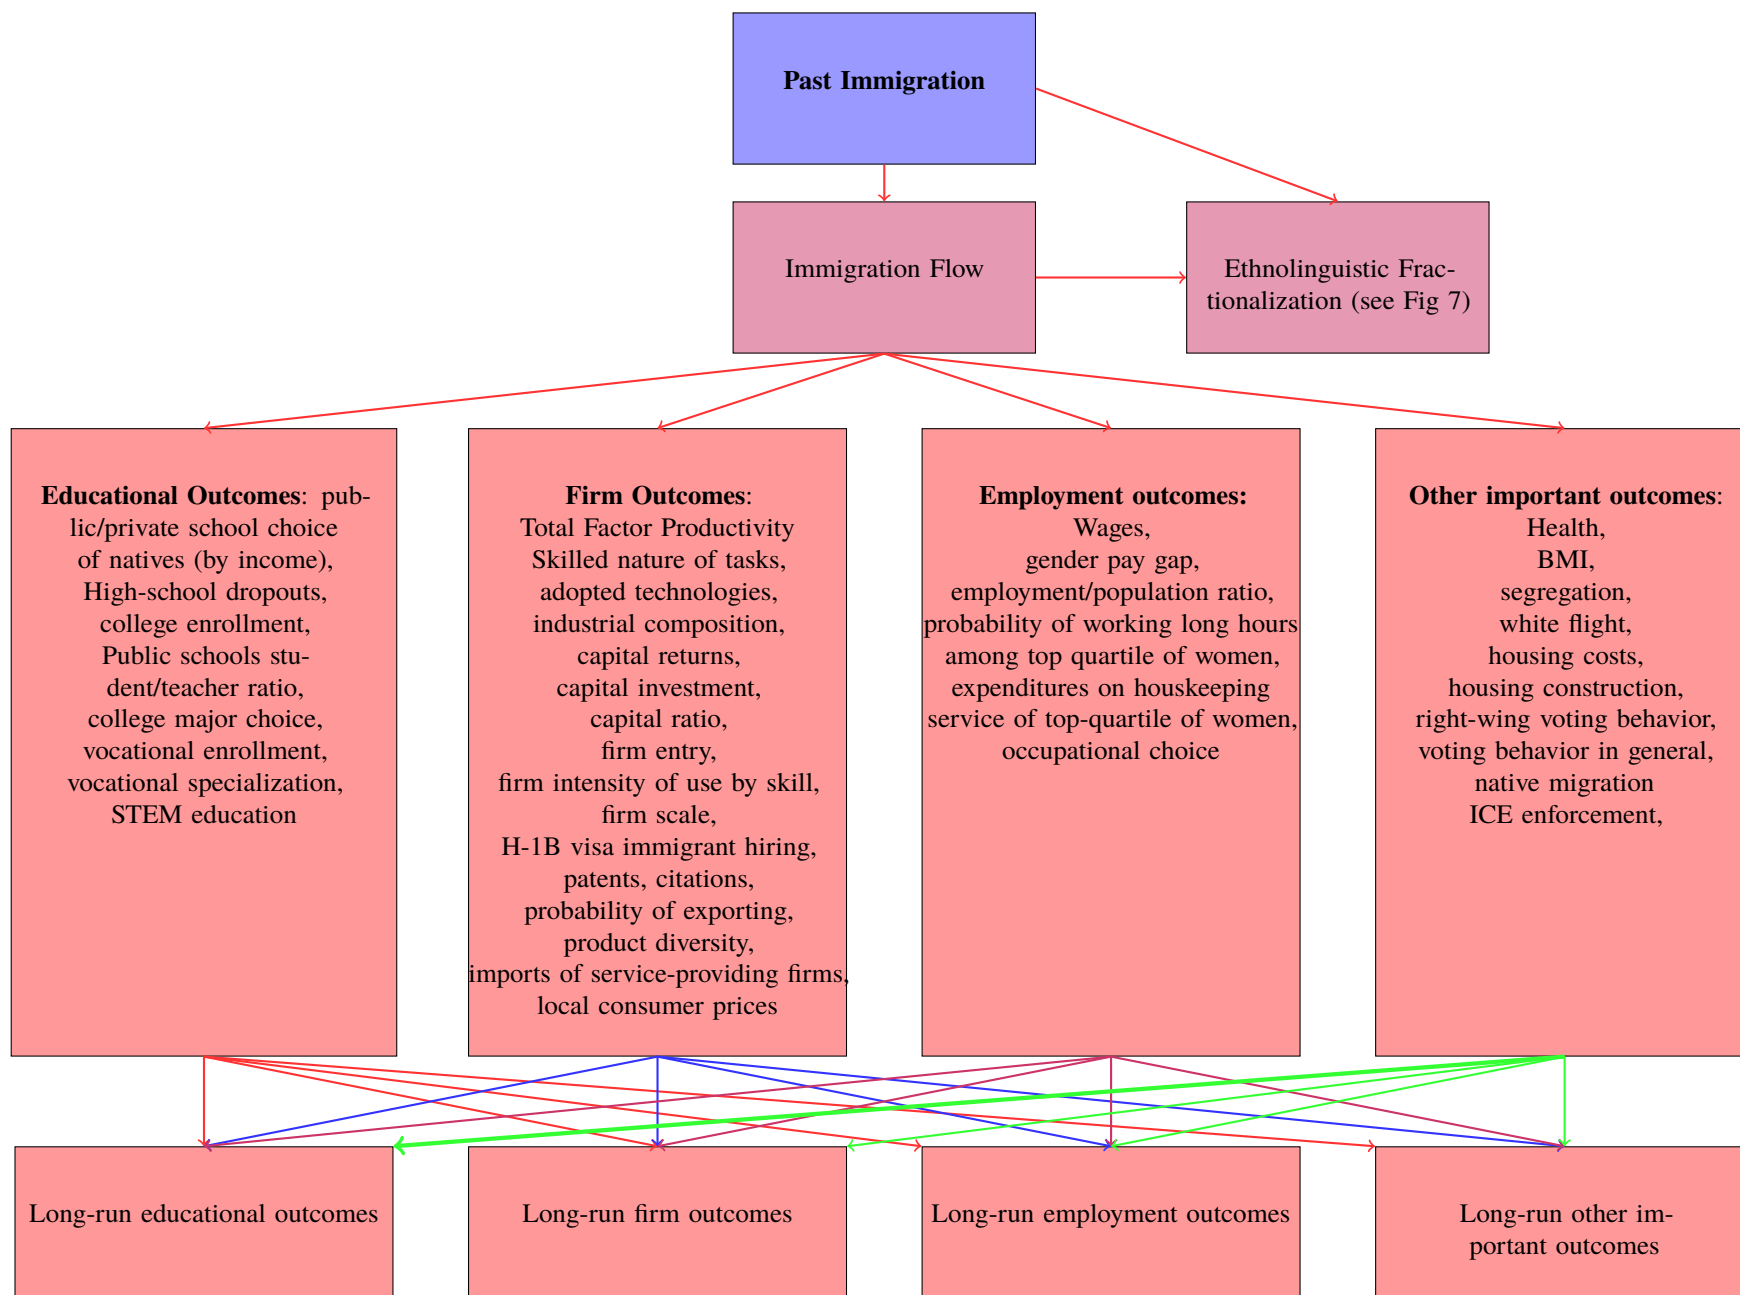 Past Immigration
Immigration Flow
Ethnolinguistic Frac-
tionalization (see Fig 7)
Educational Outcomes: pub-
lic/private school choice
of natives (by income),
High-school dropouts,
college enrollment,
Public schools stu-
dent/teacher ratio,
college major choice,
vocational enrollment,
vocational specialization,
STEM education
Firm Outcomes:
Total Factor Productivity
Skilled nature of tasks,
adopted technologies,
industrial composition,
capital returns,
capital investment,
capital ratio,
firm entry,
firm intensity of use by skill,
firm scale,
H-1B visa immigrant hiring,
patents, citations,
probability of exporting,
product diversity,
imports of service-providing firms,
local consumer prices
Employment outcomes:
Wages,
gender pay gap,
employment/population ratio,
probability of working long hours
among top quartile of women,
expenditures on houskeeping
service of top-quartile of women,
occupational choice
Other important outcomes:
Health,
BMI,
segregation,
white flight,
housing costs,
housing construction,
right-wing voting behavior,
voting behavior in general,
native migration
ICE enforcement,
Long-run educational outcomes
Long-run firm outcomes
Long-run employment outcomes
Long-run other im-
portant outcomes